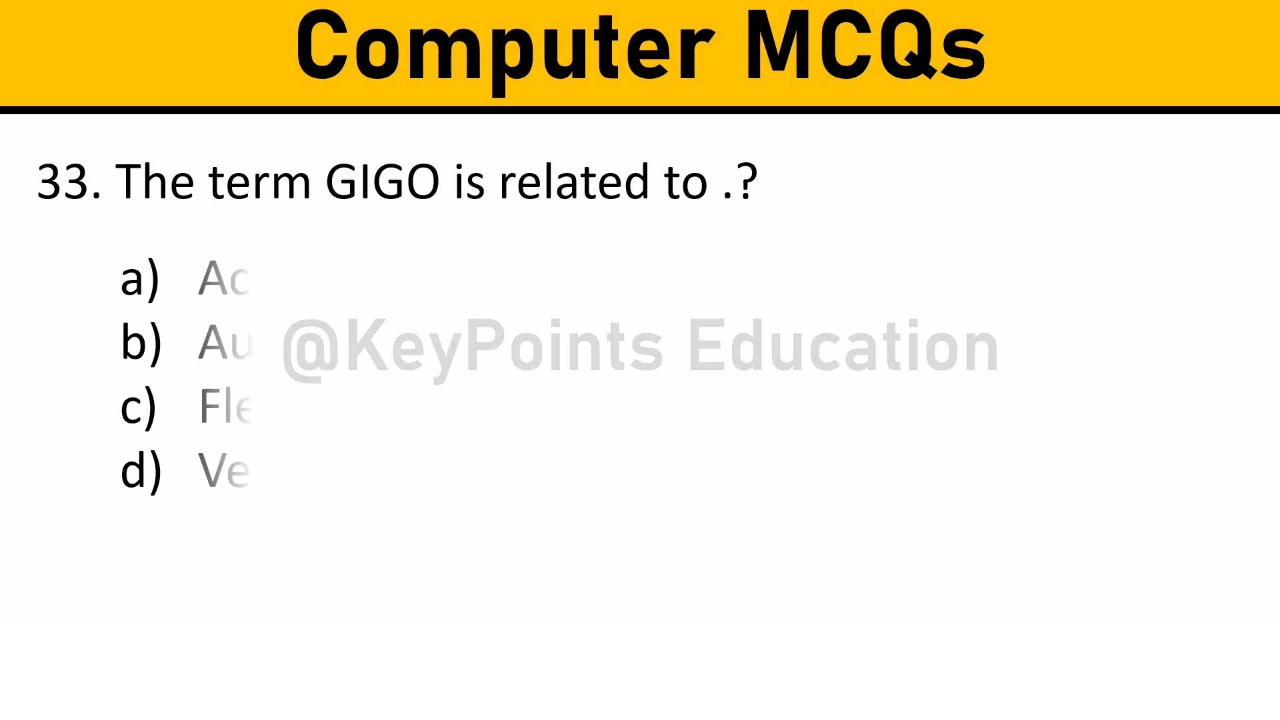 Computer MCQs
33. The term GIGO is related to .?
a) Ac
b) Au
@KeyPoints Education
c) Fle
d) Ve